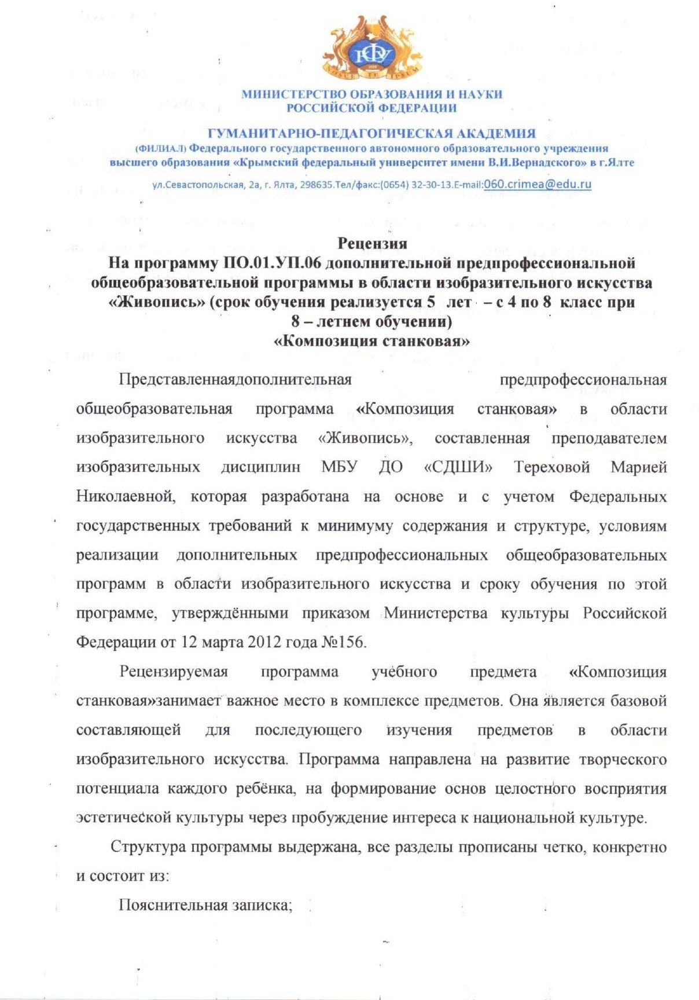 КФУ
NOSCE TE IPSUM
МИНИСТЕРСТВО ОБРАЗОВАНИЯ И НАУКИ
РОССИЙСКОЙ ФЕДЕРАЦИИ
ГУМАНИТАРНО-ПЕДАГОГИЧЕСКАЯ АКАДЕМИЯ
(ФИЛИАЛ) Федерального государственного автономного образовательного учреждения
высшего образования «Крымский федеральный университет имени В.И.Вернадского» в г.Ялте
ул.Севастопольская, 2а, г. Ялта, 298635.Тел/факс:(0654) 32-30-13.E-mail:060.crimea@edu.ru
Рецензия
На программу ПО.01.УП.06 дополнительной предпрофессиональной
общеобразовательной программы в области изобразительного искусства
«Живопись» (срок обучения реализуется 5 лет – с 4 по 8 класс при
8 – летнем обучении)
«Композиция станковая»
Представленнаядополнительная предпрофессиональная
общеобразовательная программа «Композиция станковая» в области
изобразительного искусства «Живопись», составленная преподавателем
изобразительных дисциплин МБУ ДО «СДШИ» Тереховой Марией
Николаевной, которая разработана на основе и с учетом Федеральных
государственных требований к минимуму содержания и структуре, условиям
реализации дополнительных предпрофессиональных общеобразовательных
программ в области изобразительного искусства и сроку обучения по этой
программе, утверждёнными приказом Министерства культуры Российской
Федерации от 12 марта 2012 года №156.
Рецензируемая программа учебного предмета «Композиция
станковая»занимает важное место в комплексе предметов. Она является базовой
составляющей для последующего изучения предметов в области
изобразительного искусства. Программа направлена на развитие творческого
потенциала каждого ребёнка, на формирование основ целостного восприятия
эстетической культуры через пробуждение интереса к национальной культуре.
Структура программы выдержана, все разделы прописаны четко, конкретно
и состоит из:
Пояснительная записка;